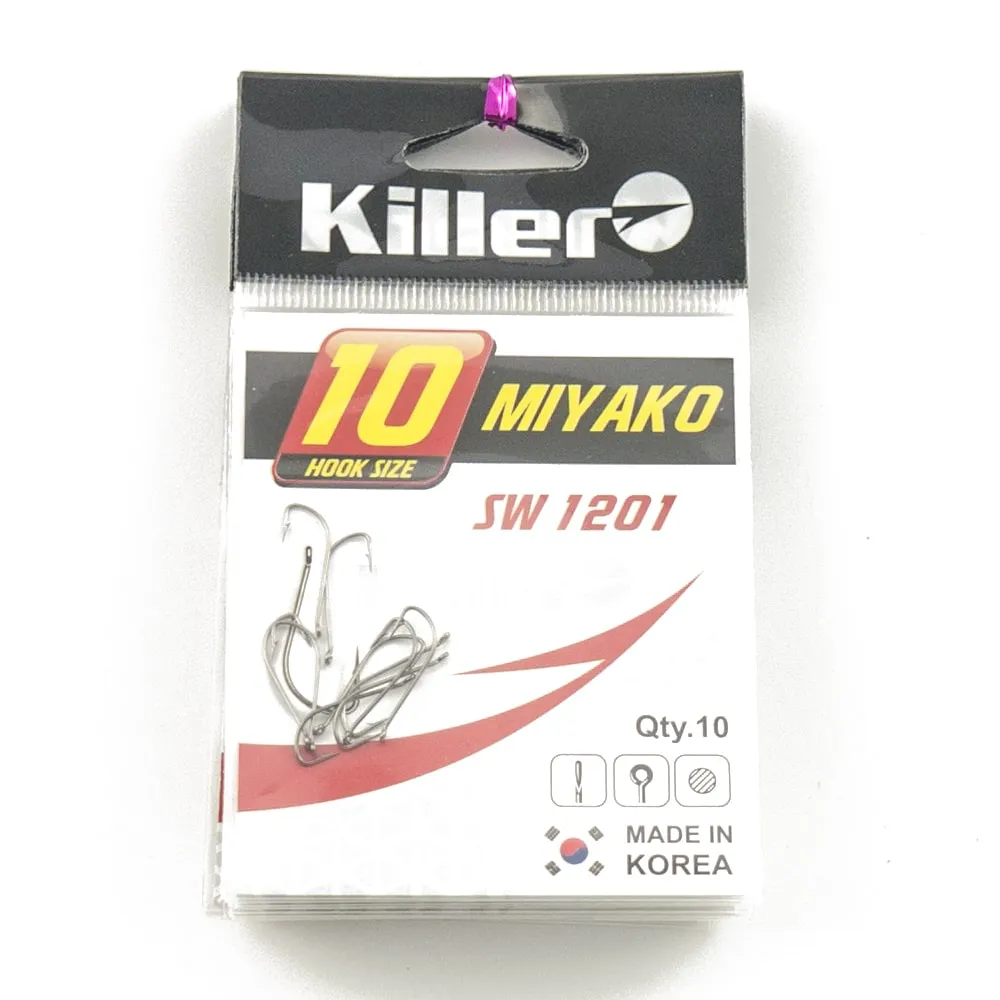 Killer
10
HOOK SIZE
MIYAKO
SW 1201
Qty.10
MADE IN
KOREA